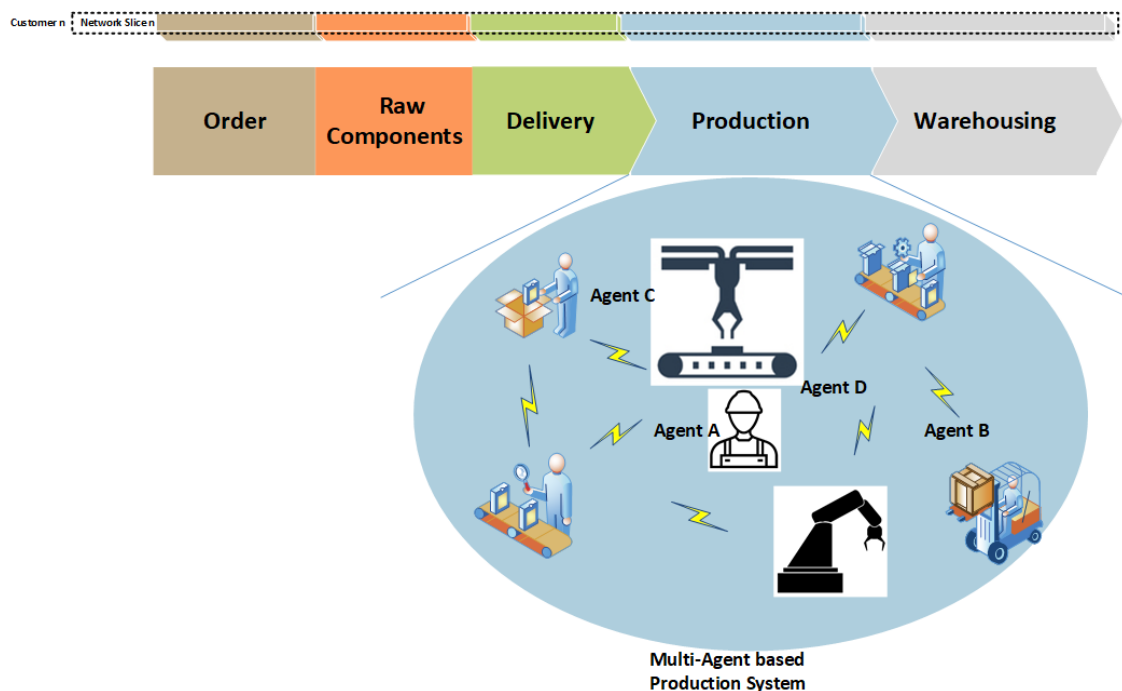 Customer n
Network Slice n
Order
Raw
Components
Delivery
Production
Warehousing
Agent C
Agent D
Agent A
Agent B
Multi-Agent based
Production System